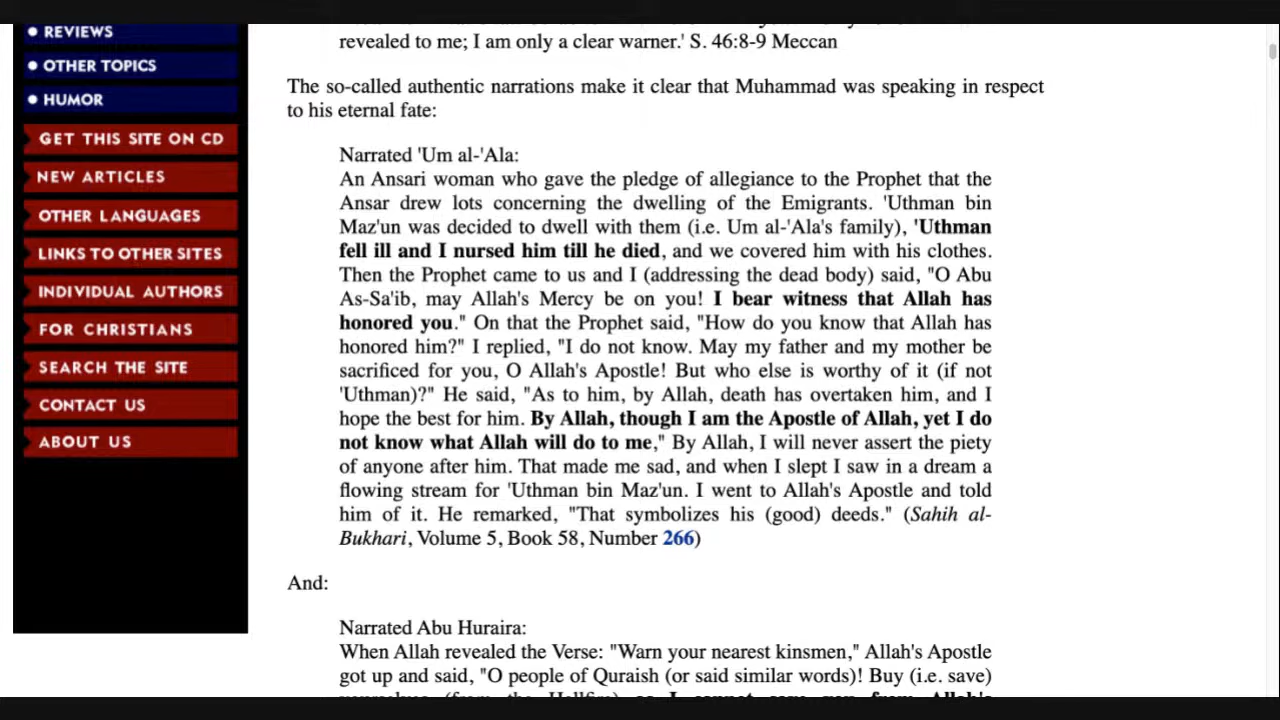 REVIEWS
OTHER TOPICS
HUMOR
GET THIS SITE ON CD
NEW ARTICLES
OTHER LANGUAGES
LINKS TO OTHER SITES
INDIVIDUAL AUTHORS
FOR CHRISTIANS
SEARCH THE SITE
CONTACT US
ABOUT US
revealed to me; I am only a clear warner.' S. 46:8-9 Meccan
The so-called authentic narrations make it clear that Muhammad was speaking in respect
to his eternal fate:
Narrated 'Um al-'Ala:
An Ansari woman who gave the pledge of allegiance to the Prophet that the
Ansar drew lots concerning the dwelling of the Emigrants. 'Uthman bin
Maz'un was decided to dwell with them (i.e. Um al-'Ala's family), 'Uthman
fell ill and I nursed him till he died, and we covered him with his clothes.
Then the Prophet came to us and I (addressing the dead body) said, "O Abu
As-Sa'ib, may Allah's Mercy be on you! I bear witness that Allah has
honored you." On that the Prophet said, "How do you know that Allah has
honored him?" I replied, "I do not know. May my father and my mother be
sacrificed for you, O Allah's Apostle! But who else is worthy of it (if not
'Uthman)?" He said, "As to him, by Allah, death has overtaken him, and I
hope the best for him. By Allah, though I am the Apostle of Allah, yet I do
not know what Allah will do to me," By Allah, I will never assert the piety
of anyone after him. That made me sad, and when I slept I saw in a dream a
flowing stream for 'Uthman bin Maz'un. I went to Allah's Apostle and told
him of it. He remarked, "That symbolizes his (good) deeds." (Sahih al-
Bukhari, Volume 5, Book 58, Number 266)
And:
Narrated Abu Huraira:
When Allah revealed the Verse: "Warn your nearest kinsmen," Allah's Apostle
got up and said, "O people of Quraish (or said similar words)! Buy (i.e. save)